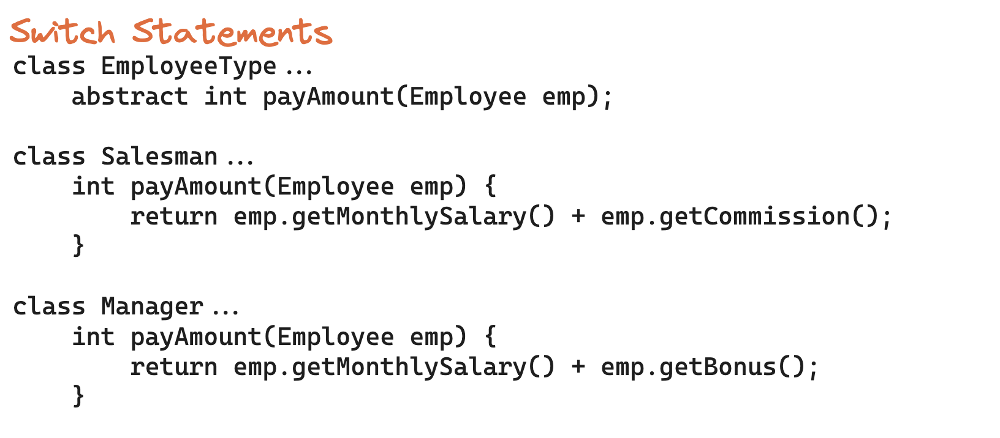 Switch Statements
class EmployeeType...
    abstract int payAmount(Employee emp);

class Salesman...
    int payAmount(Employee emp) {
        return emp.getMonthlySalary() + emp.getCommission();
    }

class Manager...
    int payAmount(Employee emp) {
        return emp.getMonthlySalary() + emp.getBonus();
    }